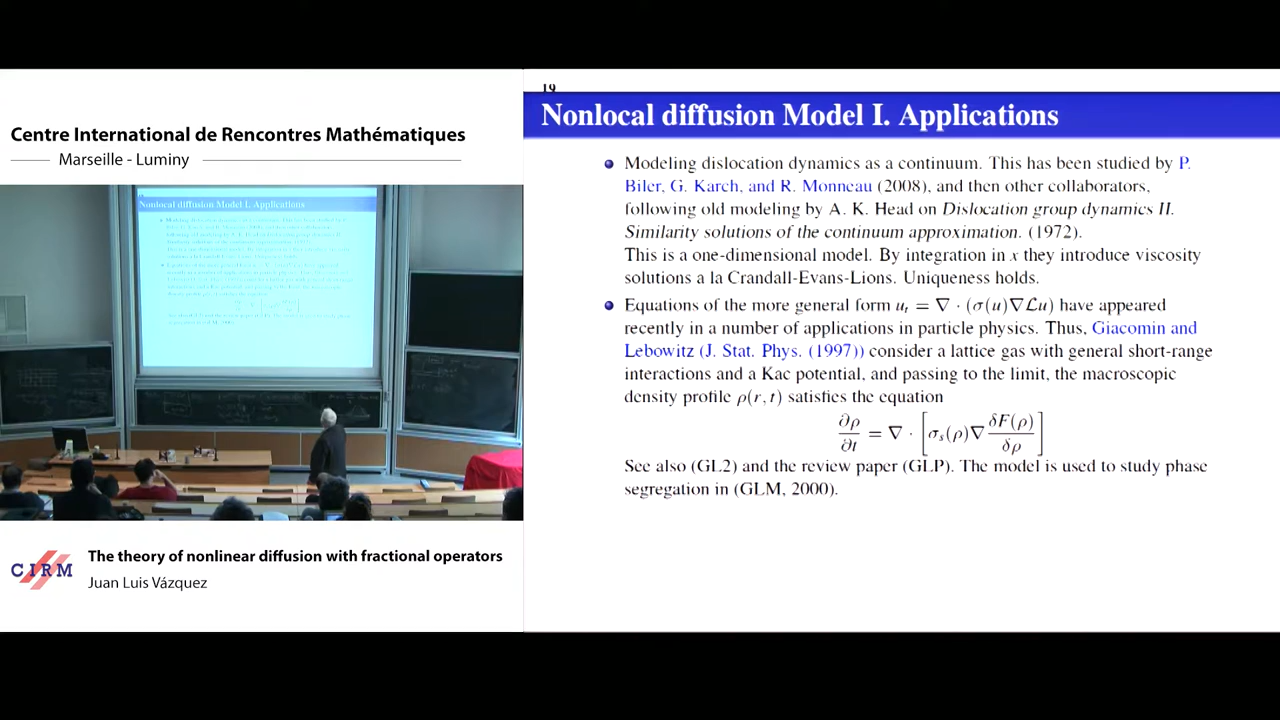 Centre International de Rencontres Mathématiques
Marseille - Luminy
Nonlocal diffusion Model I. Applications
The theory of nonlinear diffusion with fractional operators
CIRM
Juan Luis Vázquez
19
Nonlocal diffusion Model I. Applications
Modeling dislocation dynamics as a continuum. This has been studied by P.
Biler, G. Karch, and R. Monneau (2008), and then other collaborators,
following old modeling by A. K. Head on Dislocation group dynamics II.
Similarity solutions of the continuum approximation. (1972).
This is a one-dimensional model. By integration in x they introduce viscosity
solutions a la Crandall-Evans-Lions. Uniqueness holds.
Equations of the more general form u_t = ∇ · (σ(u)∇ℒu) have appeared
recently in a number of applications in particle physics. Thus, Giacomin and
Lebowitz (J. Stat. Phys. (1997)) consider a lattice gas with general short-range
interactions and a Kac potential, and passing to the limit, the macroscopic
density profile ρ(r, t) satisfies the equation
∂ρ/∂t = ∇ · [σ_s(ρ)∇ δF(ρ)/δρ]
See also (GL2) and the review paper (GLP). The model is used to study phase
segregation in (GLM, 2000).